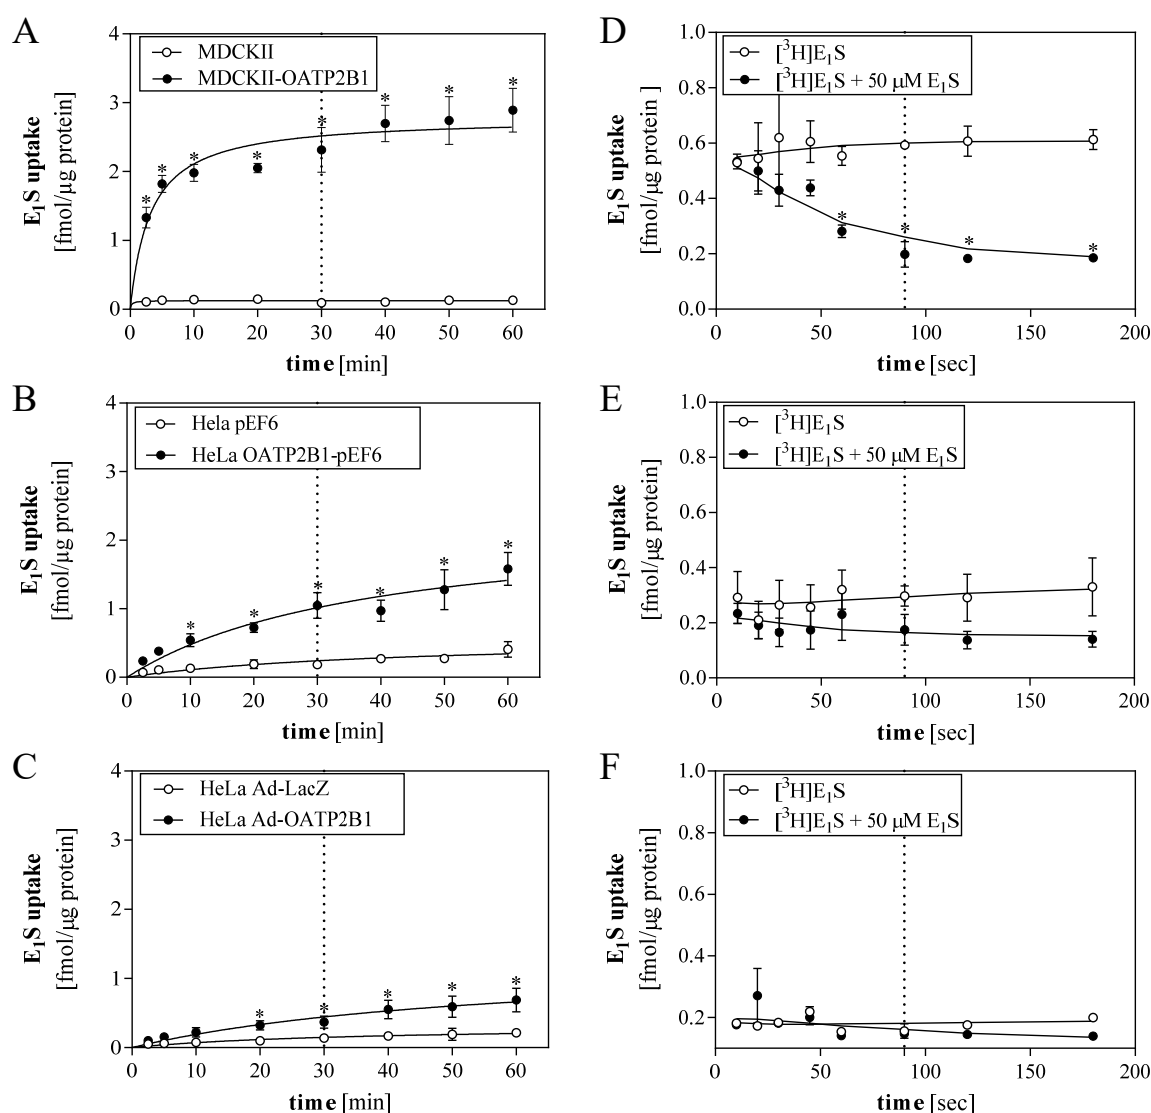 A
MDCKII
MDCKII-OATP2B1
E₁S uptake
[fmol/µg protein]
4
3
2
1
0
* * * * * * * *
0 10 20 30 40 50 60
time [min]
D
[³H]E₁S
[³H]E₁S + 50 µM E₁S
E₁S uptake
[fmol/µg protein ]
1.0
0.8
0.6
0.4
0.2
0.0
* * * *
0 50 100 150 200
time [sec]
B
Hela pEF6
HeLa OATP2B1-pEF6
E₁S uptake
[fmol/µg protein]
4
3
2
1
0
* * * * * *
0 10 20 30 40 50 60
time [min]
E
[³H]E₁S
[³H]E₁S + 50 µM E₁S
E₁S uptake
[fmol/µg protein]
1.0
0.8
0.6
0.4
0.2
0.0
0 50 100 150 200
time [sec]
C
HeLa Ad-LacZ
HeLa Ad-OATP2B1
E₁S uptake
[fmol/µg protein]
4
3
2
1
0
* * * * *
0 10 20 30 40 50 60
time [min]
F
[³H]E₁S
[³H]E₁S + 50 µM E₁S
E₁S uptake
[fmol/µg protein]
1.0
0.8
0.6
0.4
0.2
0 50 100 150 200
time [sec]